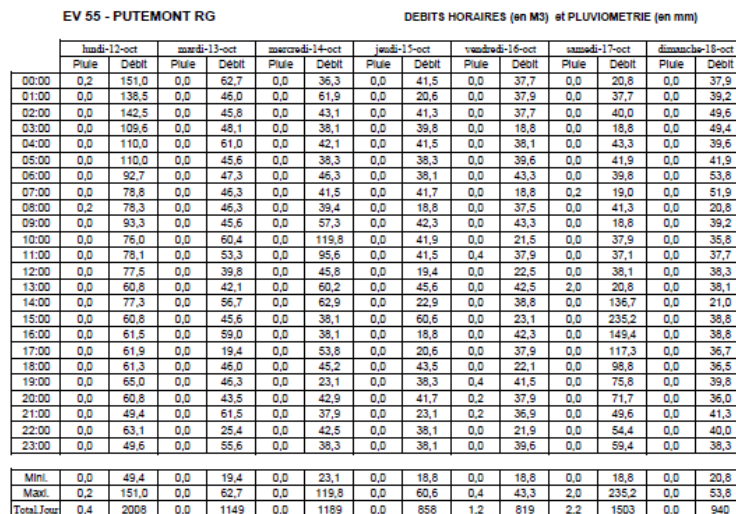 EV 55 - PUTEMONT RG DEBITS HORAIRES (en M3) et PLUVIOMETRIE (en mm)
lundi-12-oct mardi-13-oct mercredi-14-oct jeudi-15-oct vendredi-16-oct samedi-17-oct dimanche-18-oct
Pluie Débit Pluie Débit Pluie Débit Pluie Débit Pluie Débit Pluie Débit Pluie Débit
00:00 0,2 151,0 0,0 62,7 0,0 36,3 0,0 41,5 0,0 37,7 0,0 20,8 0,0 37,9
01:00 0,0 138,5 0,0 46,0 0,0 61,9 0,0 20,6 0,0 37,9 0,0 37,7 0,0 39,2
02:00 0,0 142,5 0,0 45,8 0,0 43,1 0,0 41,3 0,0 37,7 0,0 40,0 0,0 49,6
03:00 0,0 109,6 0,0 48,1 0,0 38,1 0,0 39,8 0,0 18,8 0,0 18,8 0,0 49,4
04:00 0,0 110,0 0,0 61,0 0,0 42,1 0,0 41,5 0,0 38,1 0,0 43,3 0,0 39,6
05:00 0,0 110,0 0,0 45,6 0,0 38,3 0,0 38,3 0,0 39,6 0,0 41,9 0,0 41,9
06:00 0,0 92,7 0,0 47,3 0,0 46,3 0,0 38,1 0,0 43,3 0,0 39,8 0,0 53,8
07:00 0,0 78,8 0,0 46,3 0,0 41,5 0,0 41,7 0,0 18,8 0,2 19,0 0,0 51,9
08:00 0,2 78,3 0,0 46,3 0,0 39,4 0,0 18,8 0,0 37,5 0,0 41,3 0,0 20,8
09:00 0,0 93,3 0,0 45,6 0,0 57,3 0,0 42,3 0,0 43,3 0,0 18,8 0,0 39,2
10:00 0,0 76,0 0,0 60,4 0,0 119,8 0,0 41,9 0,0 21,5 0,0 37,9 0,0 35,8
11:00 0,0 78,1 0,0 53,3 0,0 95,6 0,0 41,5 0,4 37,9 0,0 37,1 0,0 37,7
12:00 0,0 77,5 0,0 39,8 0,0 45,8 0,0 19,4 0,0 22,5 0,0 38,1 0,0 38,3
13:00 0,0 60,8 0,0 42,1 0,0 60,2 0,0 45,6 0,0 42,5 2,0 20,8 0,0 38,1
14:00 0,0 77,3 0,0 56,7 0,0 62,9 0,0 22,9 0,0 38,8 0,0 136,7 0,0 21,0
15:00 0,0 60,8 0,0 45,6 0,0 38,1 0,0 60,6 0,0 23,1 0,0 235,2 0,0 38,8
16:00 0,0 61,5 0,0 59,0 0,0 38,1 0,0 18,8 0,0 42,3 0,0 149,4 0,0 38,8
17:00 0,0 61,9 0,0 19,4 0,0 53,8 0,0 20,6 0,0 37,9 0,0 117,3 0,0 36,7
18:00 0,0 61,3 0,0 46,0 0,0 45,2 0,0 43,5 0,0 22,1 0,0 98,8 0,0 36,5
19:00 0,0 65,0 0,0 46,3 0,0 23,1 0,0 38,3 0,4 41,5 0,0 75,8 0,0 39,8
20:00 0,0 60,8 0,0 43,5 0,0 42,9 0,0 41,7 0,2 37,9 0,0 71,7 0,0 36,0
21:00 0,0 49,4 0,0 61,5 0,0 37,9 0,0 23,1 0,2 36,9 0,0 49,6 0,0 41,3
22:00 0,0 63,1 0,0 25,4 0,0 42,5 0,0 38,1 0,0 21,9 0,0 54,4 0,0 40,0
23:00 0,0 49,6 0,0 55,6 0,0 38,3 0,0 38,1 0,0 39,6 0,0 59,4 0,0 38,3
Mini. 0,0 49,4 0,0 19,4 0,0 23,1 0,0 18,8 0,0 18,8 0,0 18,8 0,0 20,8
Maxi. 0,2 151,0 0,0 62,7 0,0 119,8 0,0 60,6 0,4 43,3 2,0 235,2 0,0 53,8
Total Jour 0,4 2008 0,0 1149 0,0 1189 0,0 858 1,2 819 2,2 1503 0,0 940